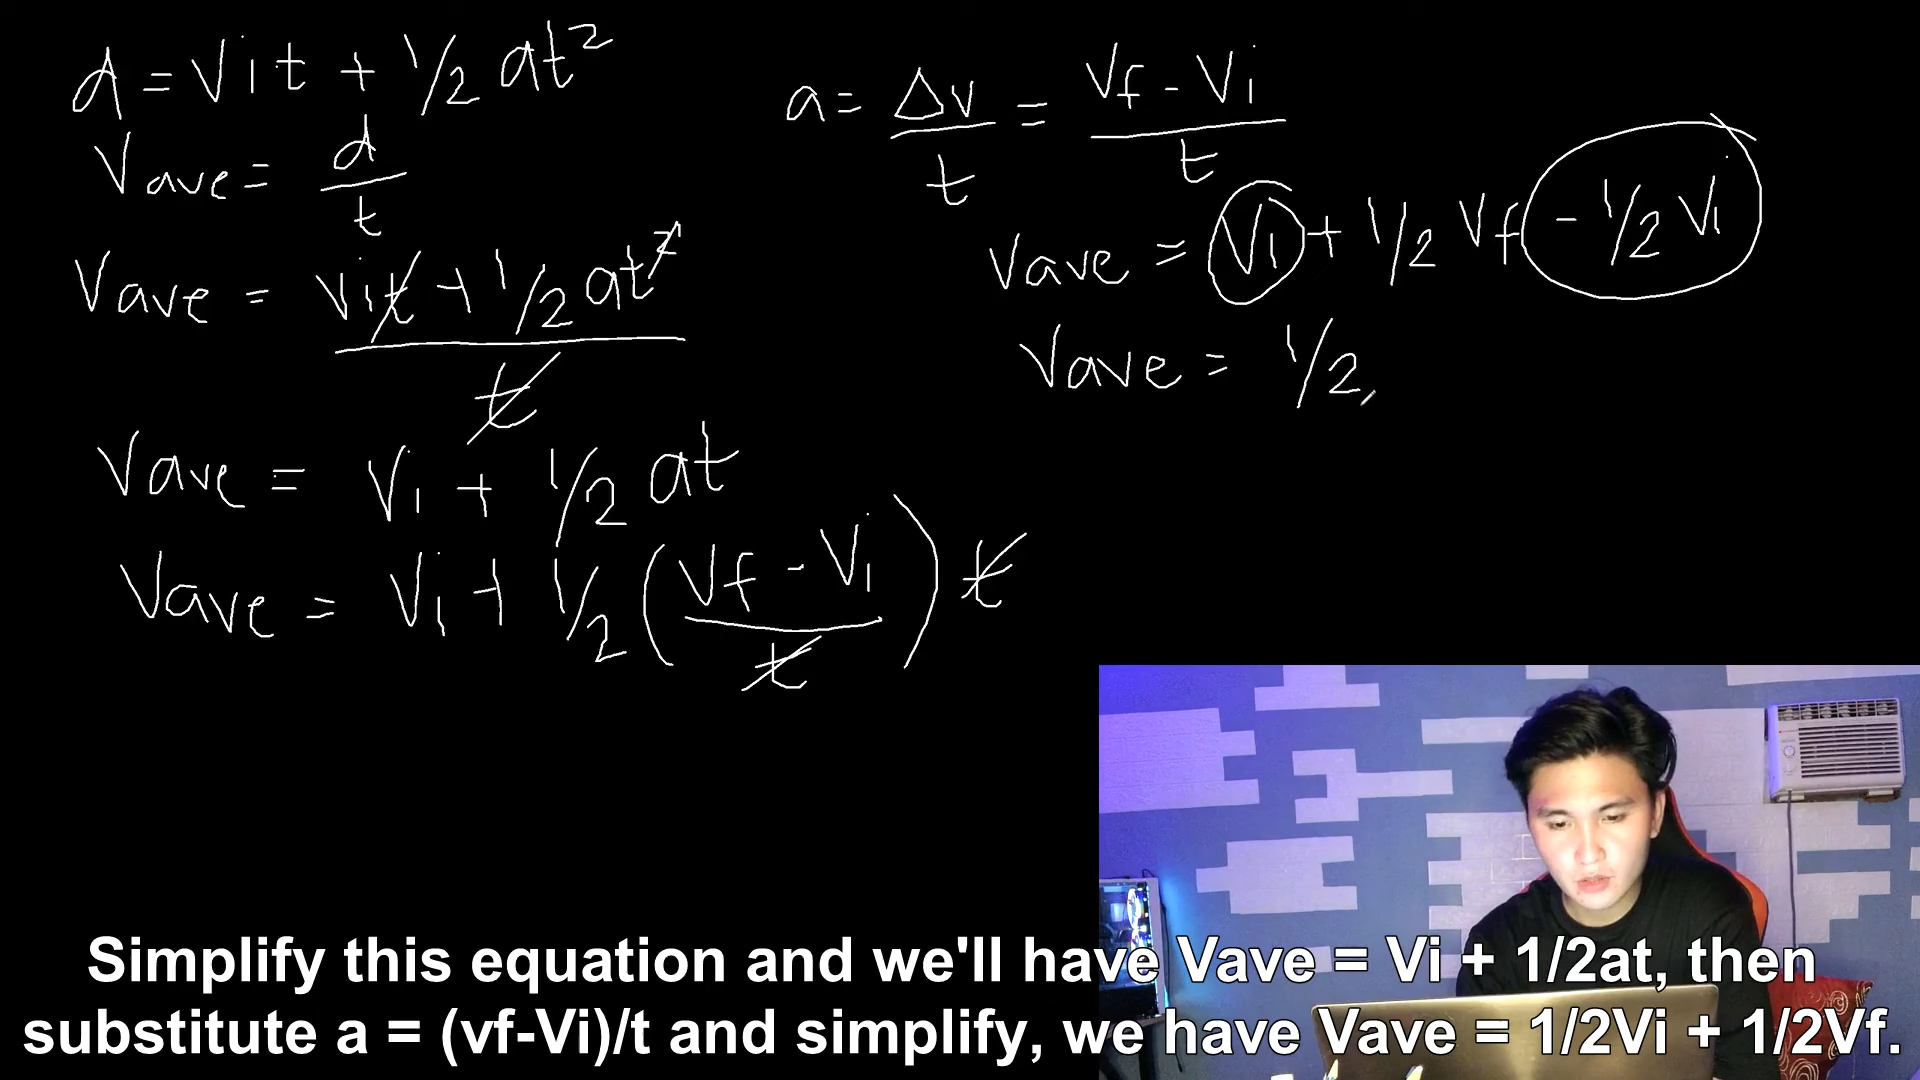 d = Vit + 1/2 at²
Vave = d/t
Vave = Vit + 1/2 at² / t
Vave = Vi + 1/2 at
Vave = Vi + 1/2 (Vf - Vi / t) t
a = Δv/t = Vf - Vi / t
Vave = Vi + 1/2 Vf - 1/2 Vi
Vave = 1/2
Simplify this equation and we'll have Vave = Vi + 1/2at, then
substitute a = (vf-Vi)/t and simplify, we have Vave = 1/2Vi + 1/2Vf.